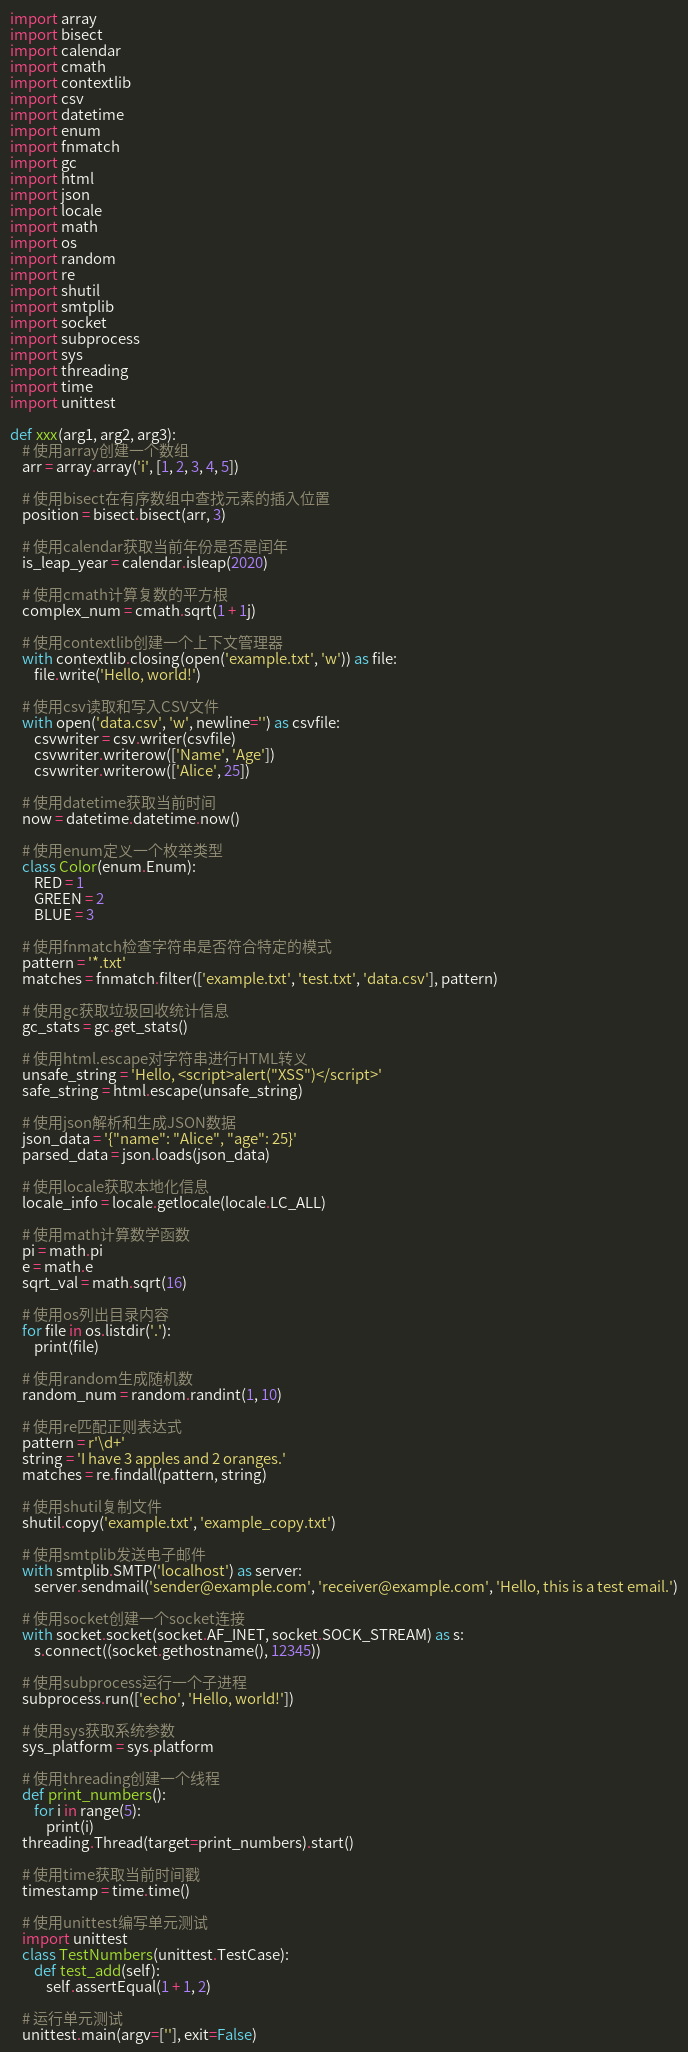 import array
import bisect
import calendar
import cmath
import contextlib
import csv
import datetime
import enum
import fnmatch
import gc
import html
import json
import locale
import math
import os
import random
import re
import shutil
import smtplib
import socket
import subprocess
import sys
import threading
import time
import unittest

def xxx(arg1, arg2, arg3):
    # 使用array创建一个数组
    arr = array.array('i', [1, 2, 3, 4, 5])

    # 使用bisect在有序数组中查找元素的插入位置
    position = bisect.bisect(arr, 3)

    # 使用calendar获取当前年份是否是闰年
    is_leap_year = calendar.isleap(2020)

    # 使用cmath计算复数的平方根
    complex_num = cmath.sqrt(1 + 1j)

    # 使用contextlib创建一个上下文管理器
    with contextlib.closing(open('example.txt', 'w')) as file:
        file.write('Hello, world!')

    # 使用csv读取和写入CSV文件
    with open('data.csv', 'w', newline='') as csvfile:
        csvwriter = csv.writer(csvfile)
        csvwriter.writerow(['Name', 'Age'])
        csvwriter.writerow(['Alice', 25])

    # 使用datetime获取当前时间
    now = datetime.datetime.now()

    # 使用enum定义一个枚举类型
    class Color(enum.Enum):
        RED = 1
        GREEN = 2
        BLUE = 3

    # 使用fnmatch检查字符串是否符合特定的模式
    pattern = '*.txt'
    matches = fnmatch.filter(['example.txt', 'test.txt', 'data.csv'], pattern)

    # 使用gc获取垃圾回收统计信息
    gc_stats = gc.get_stats()

    # 使用html.escape对字符串进行HTML转义
    unsafe_string = 'Hello, <script>alert("XSS")</script>'
    safe_string = html.escape(unsafe_string)

    # 使用json解析和生成JSON数据
    json_data = '{"name": "Alice", "age": 25}'
    parsed_data = json.loads(json_data)

    # 使用locale获取本地化信息
    locale_info = locale.getlocale(locale.LC_ALL)

    # 使用math计算数学函数
    pi = math.pi
    e = math.e
    sqrt_val = math.sqrt(16)

    # 使用os列出目录内容
    for file in os.listdir('.'):
        print(file)

    # 使用random生成随机数
    random_num = random.randint(1, 10)

    # 使用re匹配正则表达式
    pattern = r'\d+'
    string = 'I have 3 apples and 2 oranges.'
    matches = re.findall(pattern, string)

    # 使用shutil复制文件
    shutil.copy('example.txt', 'example_copy.txt')

    # 使用smtplib发送电子邮件
    with smtplib.SMTP('localhost') as server:
        server.sendmail('sender@example.com', 'receiver@example.com', 'Hello, this is a test email.')

    # 使用socket创建一个socket连接
    with socket.socket(socket.AF_INET, socket.SOCK_STREAM) as s:
        s.connect((socket.gethostname(), 12345))

    # 使用subprocess运行一个子进程
    subprocess.run(['echo', 'Hello, world!'])

    # 使用sys获取系统参数
    sys_platform = sys.platform

    # 使用threading创建一个线程
    def print_numbers():
        for i in range(5):
            print(i)
    threading.Thread(target=print_numbers).start()

    # 使用time获取当前时间戳
    timestamp = time.time()

    # 使用unittest编写单元测试
    import unittest
    class TestNumbers(unittest.TestCase):
        def test_add(self):
            self.assertEqual(1 + 1, 2)

    # 运行单元测试
    unittest.main(argv=[''], exit=False)